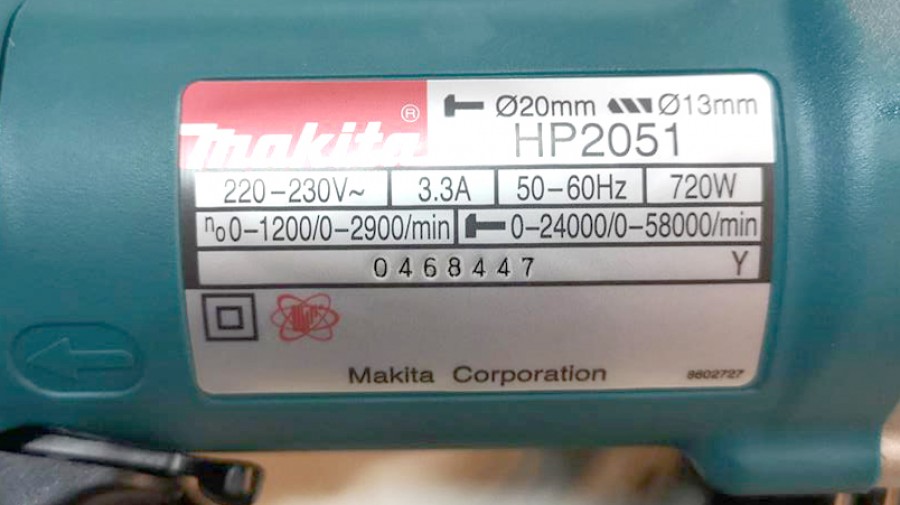 makita®
Ø20mm Ø13mm
HP2051
220-230V~ 3.3A 50-60Hz 720W
n₀0-1200/0-2900/min 0-24000/0-58000/min
0468447 Y
Makita Corporation 8602727